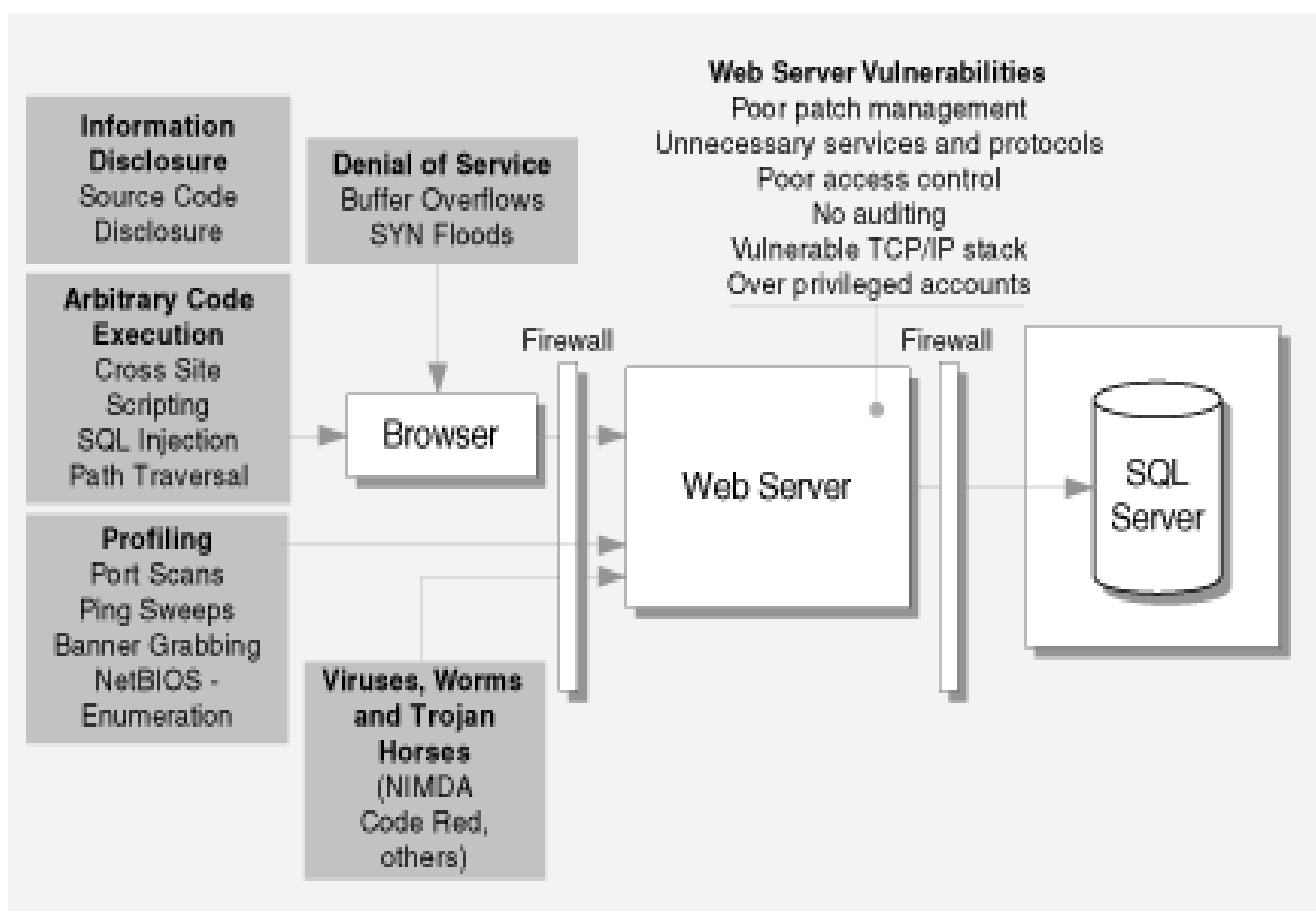 Information
Disclosure
Source Code
Disclosure
Denial of Service
Buffer Overflows
SYN Floods
Web Server Vulnerabilities
Poor patch management
Unnecessary services and protocols
Poor access control
No auditing
Vulnerable TCP/IP stack
Over privileged accounts
Arbitrary Code
Execution
Cross Site
Scripting
SQL Injection
Path Traversal
Browser
Firewall
Web Server
Firewall
SQL
Server
Profiling
Port Scans
Ping Sweeps
Banner Grabbing
NetBIOS -
Enumeration
Viruses, Worms
and Trojan
Horses
(NIMDA
Code Red,
others)